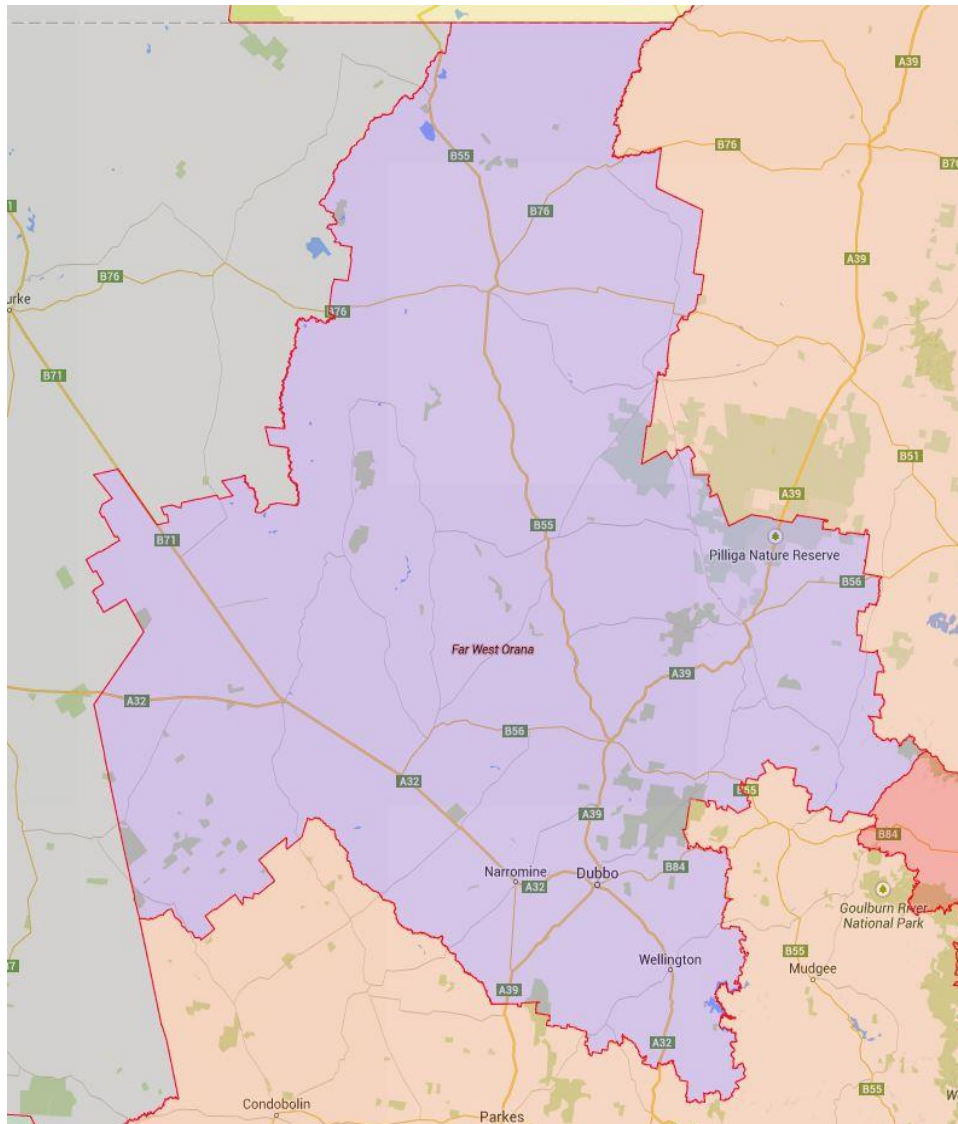 A39
B76
B55
B76
B76
B76
A39
B76
urke
B71
B51
A39
B71
B55
Pilliga Nature Reserve
B56
Far West Orana
A39
A32
B56
A32
B55
A39
B84
Narromine
A32
Dubbo
B84
Goulburn River
National Park
Wellington
B55
Mudgee
A39
A32
B55
Condobolin
Parkes